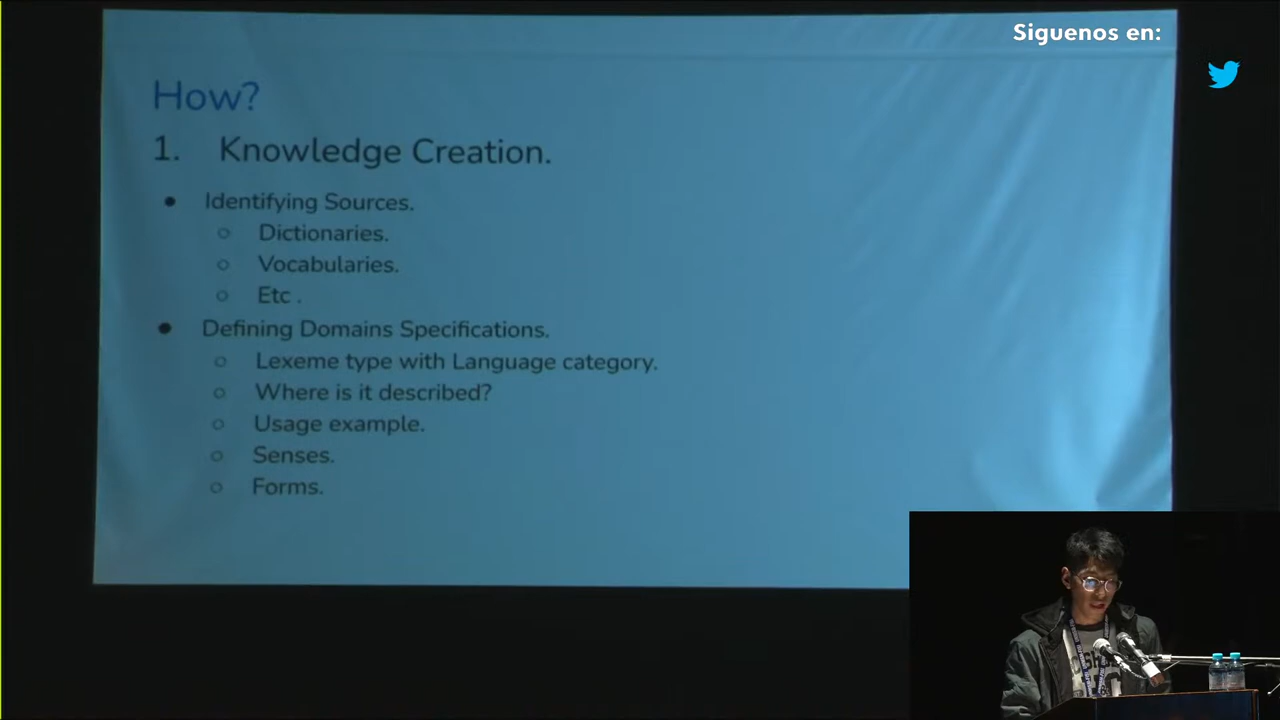 Siguenos en:
How?
1. Knowledge Creation.
● Identifying Sources.
○ Dictionaries.
○ Vocabularies.
○ Etc .
● Defining Domains Specifications.
○ Lexeme type with Language category.
○ Where is it described?
○ Usage example.
○ Senses.
○ Forms.